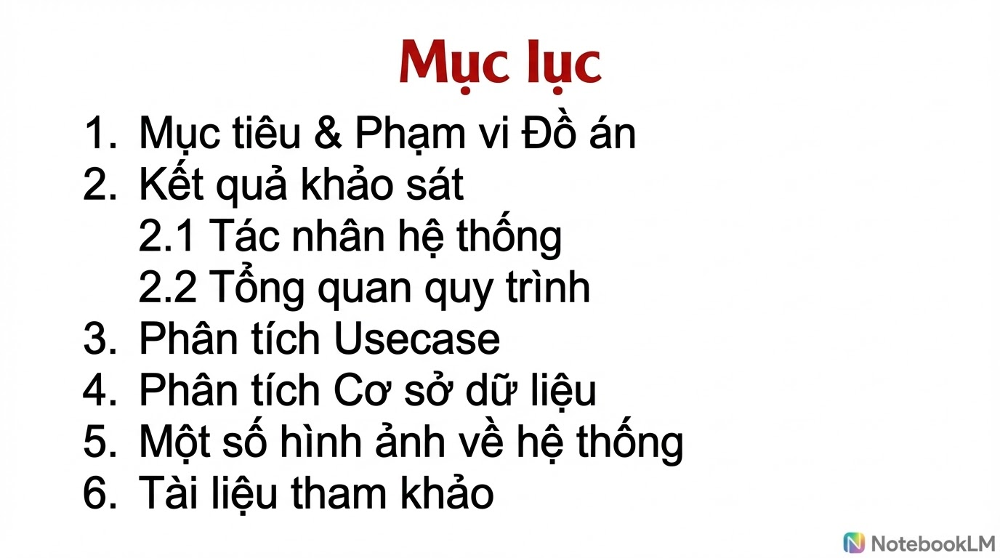 Mục lục
1. Mục tiêu & Phạm vi Đồ án
2. Kết quả khảo sát
2.1 Tác nhân hệ thống
2.2 Tổng quan quy trình
3. Phân tích Usecase
4. Phân tích Cơ sở dữ liệu
5. Một số hình ảnh về hệ thống
6. Tài liệu tham khảo
NotebookLM